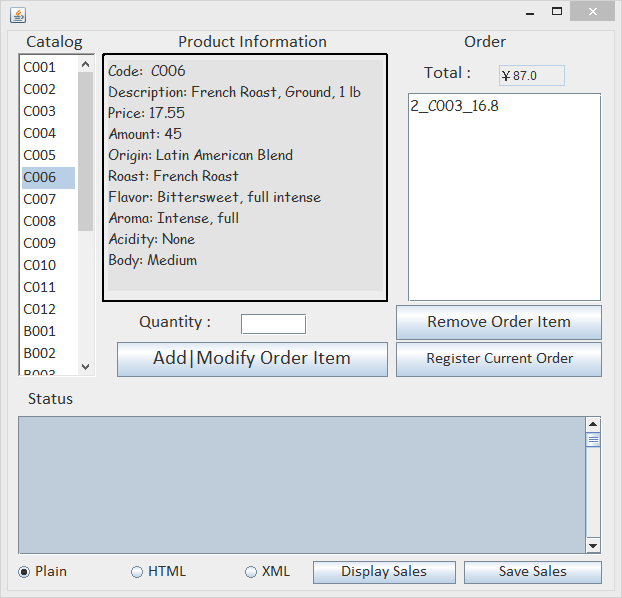 Catalog
Product Information
Order
C001
C002
C003
C004
C005
C006
C007
C008
C009
C010
C011
C012
B001
B002
B003
Code: C006
Description: French Roast, Ground, 1 lb
Price: 17.55
Amount: 45
Origin: Latin American Blend
Roast: French Roast
Flavor: Bittersweet, full intense
Aroma: Intense, full
Acidity: None
Body: Medium
Total :
¥87.0
2_C003_16.8
Quantity :
Add|Modify Order Item
Remove Order Item
Register Current Order
Status
Plain
HTML
XML
Display Sales
Save Sales